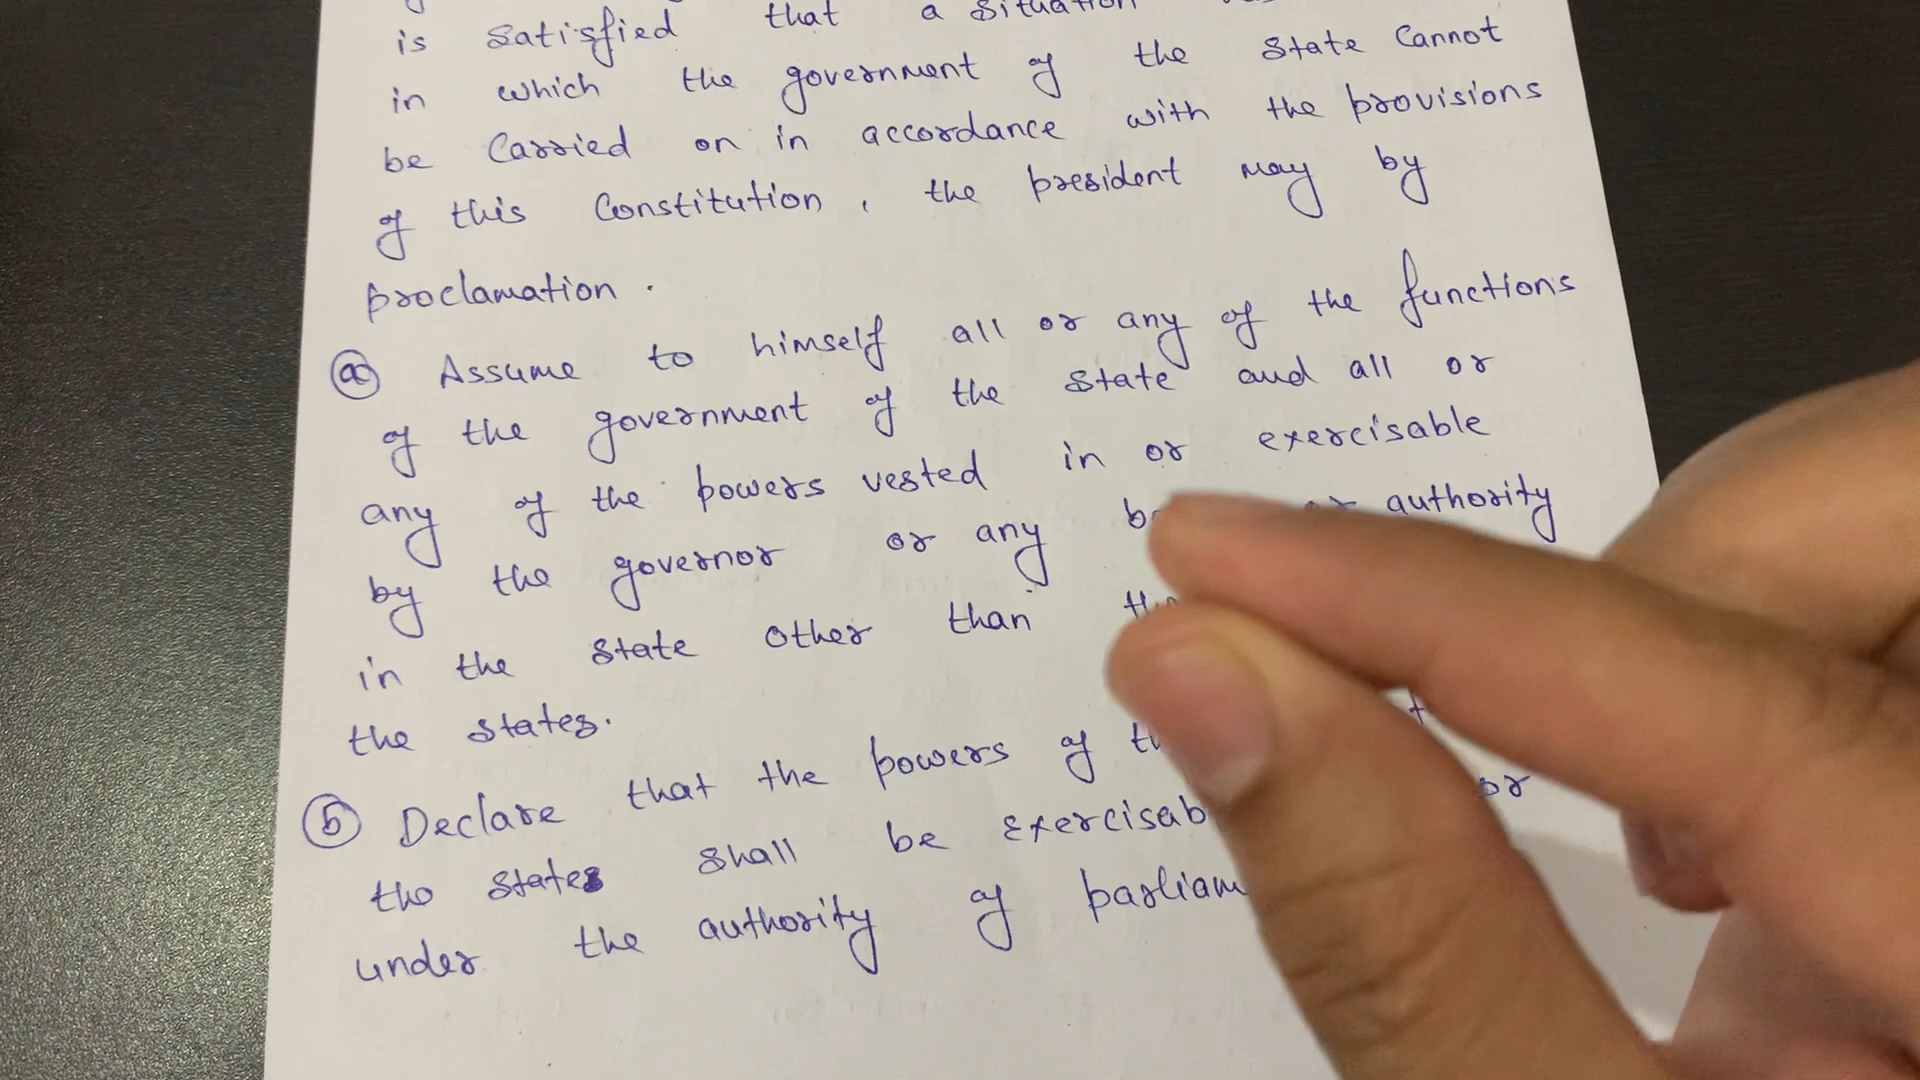 is satisfied that a situation
in which the government of the state cannot
be carried on in accordance with the provisions
of this Constitution, the president may by
proclamation.
(a) Assume to himself all or any of the functions
of the government of the state and all or
any of the powers vested in or exercisable
by the governor or any authority
in the state other than
the states.
(b) Declare that the powers of
the states shall be exercisab or
under the authority of parliam